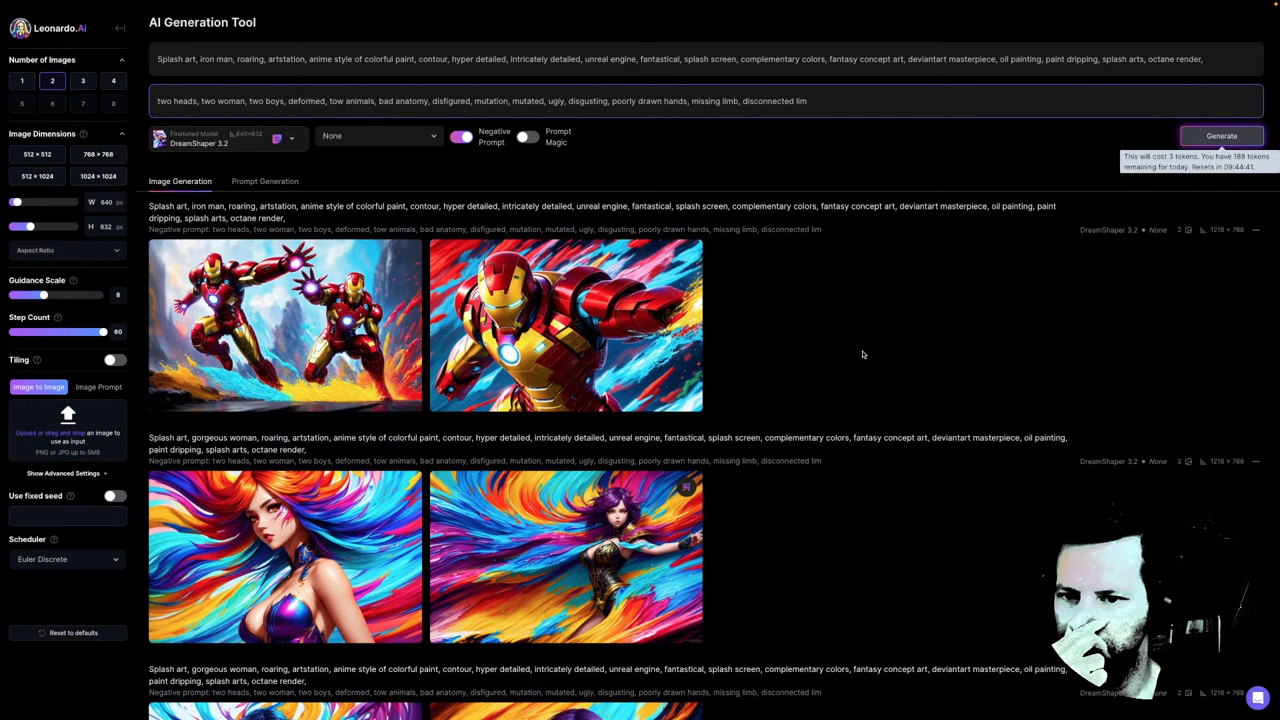 Leonardo.Ai
AI Generation Tool
Number of Images
1 2 3 4
5 6 7 8
Image Dimensions
512 × 512 768 × 768
512 × 1024 1024 × 1024
W 640 px
H 832 px
Aspect Ratio
Guidance Scale
8
Step Count
60
Tiling
Image to Image Image Prompt
Upload or drag and drop an image to
use as input
PNG or JPG up to 5MB
Show Advanced Settings
Use fixed seed
Scheduler
Euler Discrete
Reset to defaults
Splash art, iron man, roaring, artstation, anime style of colorful paint, contour, hyper detailed, intricately detailed, unreal engine, fantastical, splash screen, complementary colors, fantasy concept art, deviantart masterpiece, oil painting, paint dripping, splash arts, octane render,
two heads, two woman, two boys, deformed, tow animals, bad anatomy, disfigured, mutation, mutated, ugly, disgusting, poorly drawn hands, missing limb, disconnected lim
Finetuned Model 640×832
DreamShaper 3.2
None
Negative
Prompt
Prompt
Magic
Generate
This will cost 3 tokens. You have 188 tokens
remaining for today. Resets in 09:44:41.
Image Generation Prompt Generation
Splash art, iron man, roaring, artstation, anime style of colorful paint, contour, hyper detailed, intricately detailed, unreal engine, fantastical, splash screen, complementary colors, fantasy concept art, deviantart masterpiece, oil painting, paint
dripping, splash arts, octane render,
Negative prompt: two heads, two woman, two boys, deformed, tow animals, bad anatomy, disfigured, mutation, mutated, ugly, disgusting, poorly drawn hands, missing limb, disconnected lim
DreamShaper 3.2 • None 2 1216 × 768
Splash art, gorgeous woman, roaring, artstation, anime style of colorful paint, contour, hyper detailed, intricately detailed, unreal engine, fantastical, splash screen, complementary colors, fantasy concept art, deviantart masterpiece, oil painting,
paint dripping, splash arts, octane render,
Negative prompt: two heads, two woman, two boys, deformed, tow animals, bad anatomy, disfigured, mutation, mutated, ugly, disgusting, poorly drawn hands, missing limb, disconnected lim
DreamShaper 3.2 • None 2 1216 × 768
Splash art, gorgeous woman, roaring, artstation, anime style of colorful paint, contour, hyper detailed, intricately detailed, unreal engine, fantastical, splash screen, complementary colors, fantasy concept art, deviantart masterpiece, oil painting,
paint dripping, splash arts, octane render,
Negative prompt: two heads, two woman, two boys, deformed, tow animals, bad anatomy, disfigured, mutation, mutated, ugly, disgusting, poorly drawn hands, missing limb, disconnected lim
None 2 1216 × 768